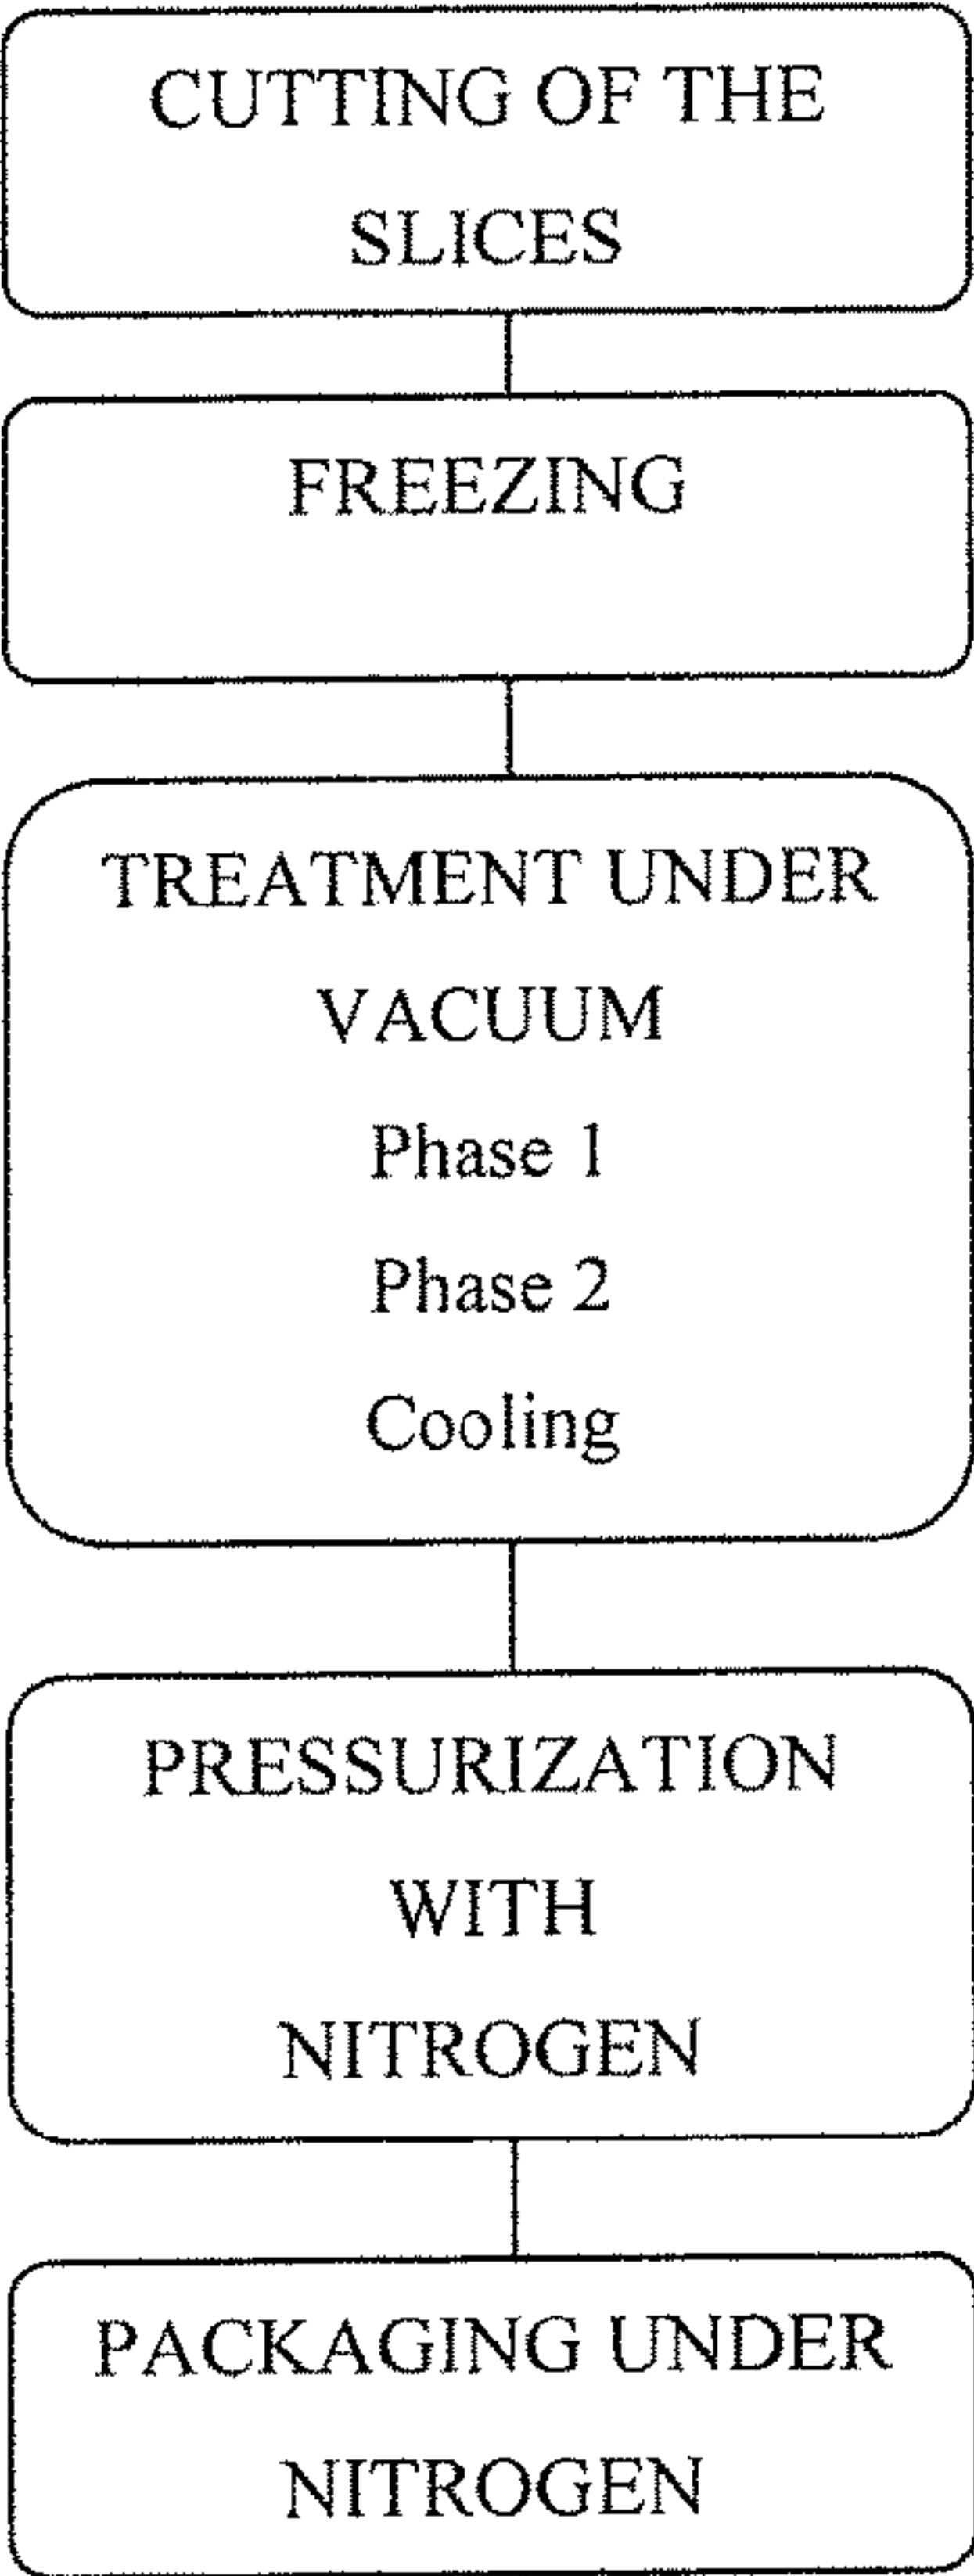 CUTTING OF THE
SLICES
FREEZING
TREATMENT UNDER
VACUUM
Phase 1
Phase 2
Cooling
PRESSURIZATION
WITH
NITROGEN
PACKAGING UNDER
NITROGEN